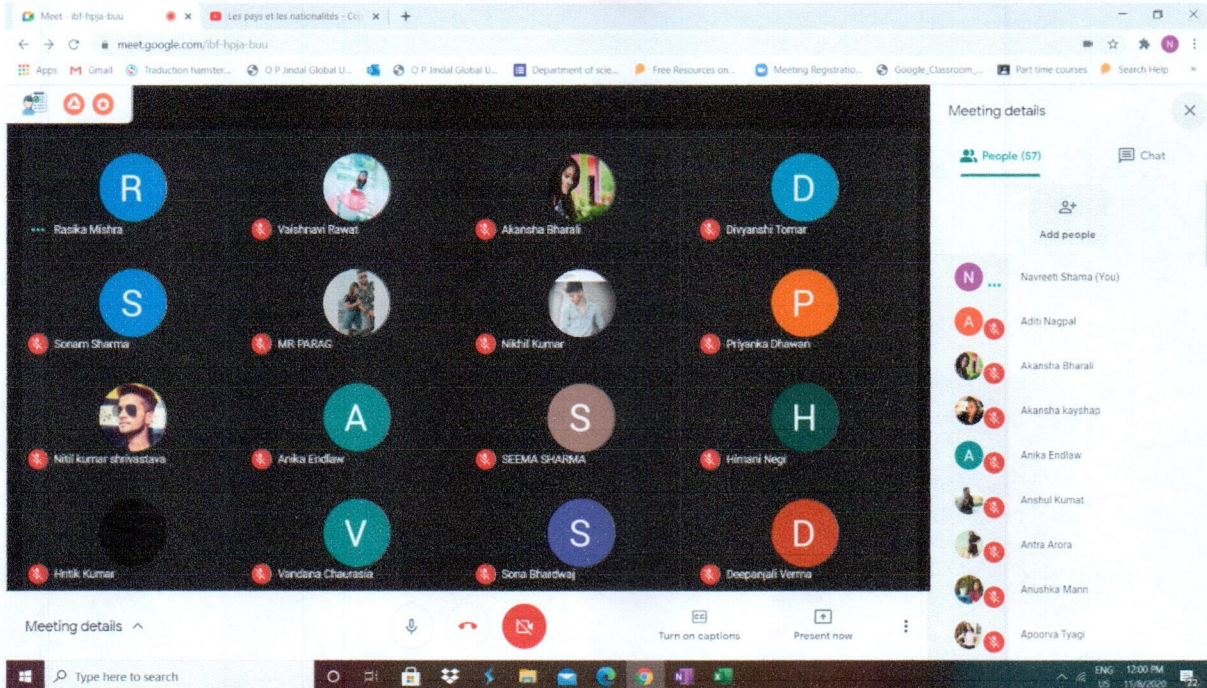 Meet - ibf-hpja-buu
Les pays et les nationalités - Co
meet.google.com/ibf-hpja-buu
N
Apps
Gmail
Traduction hamster...
O P Jindal Global U...
O P Jindal Global U...
Department of scie...
Free Resources on...
Meeting Registratio...
Google_Classroom_...
Part time courses
Search Help
R
Rasika Mishra
Vaishnavi Rawat
Akansha Bharali
D
Divyanshi Tomar
S
Sonam Sharma
MR PARAG
Nikhil Kumar
P
Priyanka Dhawan
Nitil kumar shrivastava
A
Anika Endlaw
S
SEEMA SHARMA
H
Himani Negi
Hritik Kumar
V
Vandana Chaurasia
S
Sona Bhardwaj
D
Deepanjali Verma
Meeting details
Turn on captions
Present now
Meeting details
People (57)
Chat
Add people
N
Navreeti Shama (You)
A
Aditi Nagpal
Akansha Bharali
Akansha kayshap
A
Anika Endlaw
Anshul Kumat
Antra Arora
Anushka Mann
Apoorva Tyagi
Type here to search
ENG
US
12:00 PM
11/8/2020
22